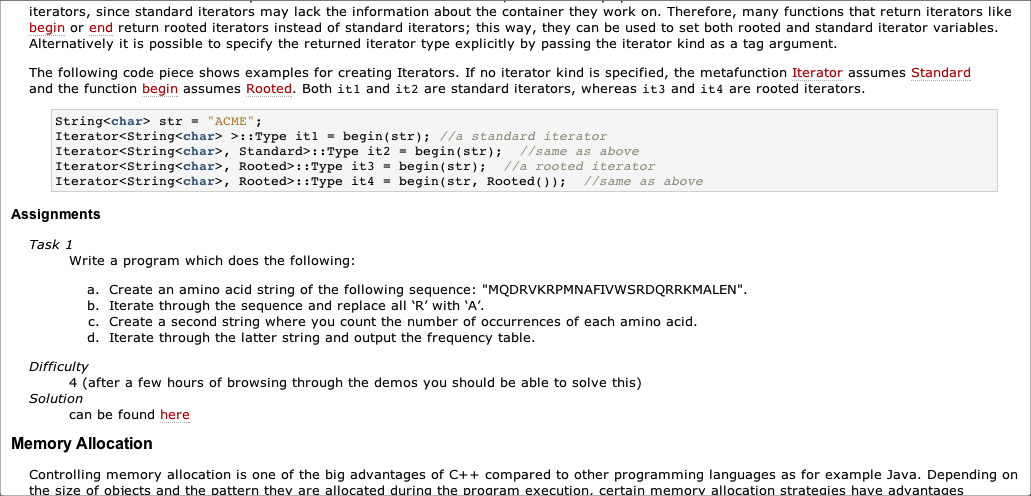 iterators, since standard iterators may lack the information about the container they work on. Therefore, many functions that return iterators like
begin or end return rooted iterators instead of standard iterators; this way, they can be used to set both rooted and standard iterator variables.
Alternatively it is possible to specify the returned iterator type explicitly by passing the iterator kind as a tag argument.
The following code piece shows examples for creating Iterators. If no iterator kind is specified, the metafunction Iterator assumes Standard
and the function begin assumes Rooted. Both it1 and it2 are standard iterators, whereas it3 and it4 are rooted iterators.
String<char> str = "ACME";
Iterator<String<char> >::Type it1 = begin(str); //a standard iterator
Iterator<String<char>, Standard>::Type it2 = begin(str);  //same as above
Iterator<String<char>, Rooted>::Type it3 = begin(str);  //a rooted iterator
Iterator<String<char>, Rooted>::Type it4 = begin(str, Rooted());  //same as above
Assignments
Task 1
Write a program which does the following:
a. Create an amino acid string of the following sequence: "MQDRVKRPMNAFIVWSRDQRRKMALEN".
b. Iterate through the sequence and replace all ‘R’ with ‘A’.
c. Create a second string where you count the number of occurrences of each amino acid.
d. Iterate through the latter string and output the frequency table.
Difficulty
4 (after a few hours of browsing through the demos you should be able to solve this)
Solution
can be found here
Memory Allocation
Controlling memory allocation is one of the big advantages of C++ compared to other programming languages as for example Java. Depending on
the size of objects and the pattern they are allocated during the program execution, certain memory allocation strategies have advantages